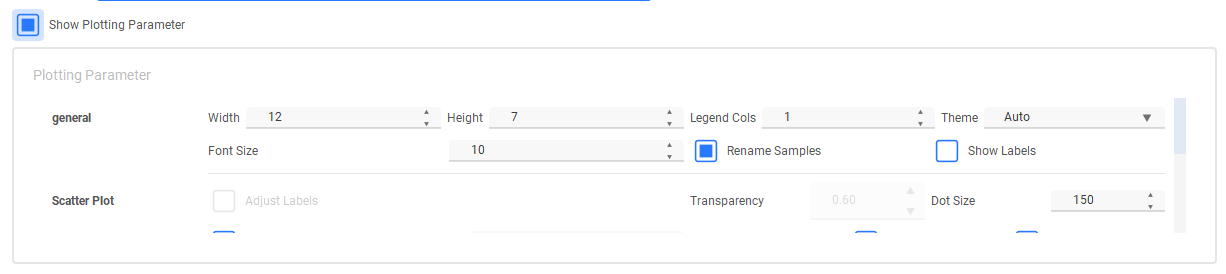 Show Plotting Parameter
Plotting Parameter
general Width 12 Height 7 Legend Cols 1 Theme Auto
Font Size 10 Rename Samples Show Labels
Scatter Plot Adjust Labels Transparency 0.60 Dot Size 150